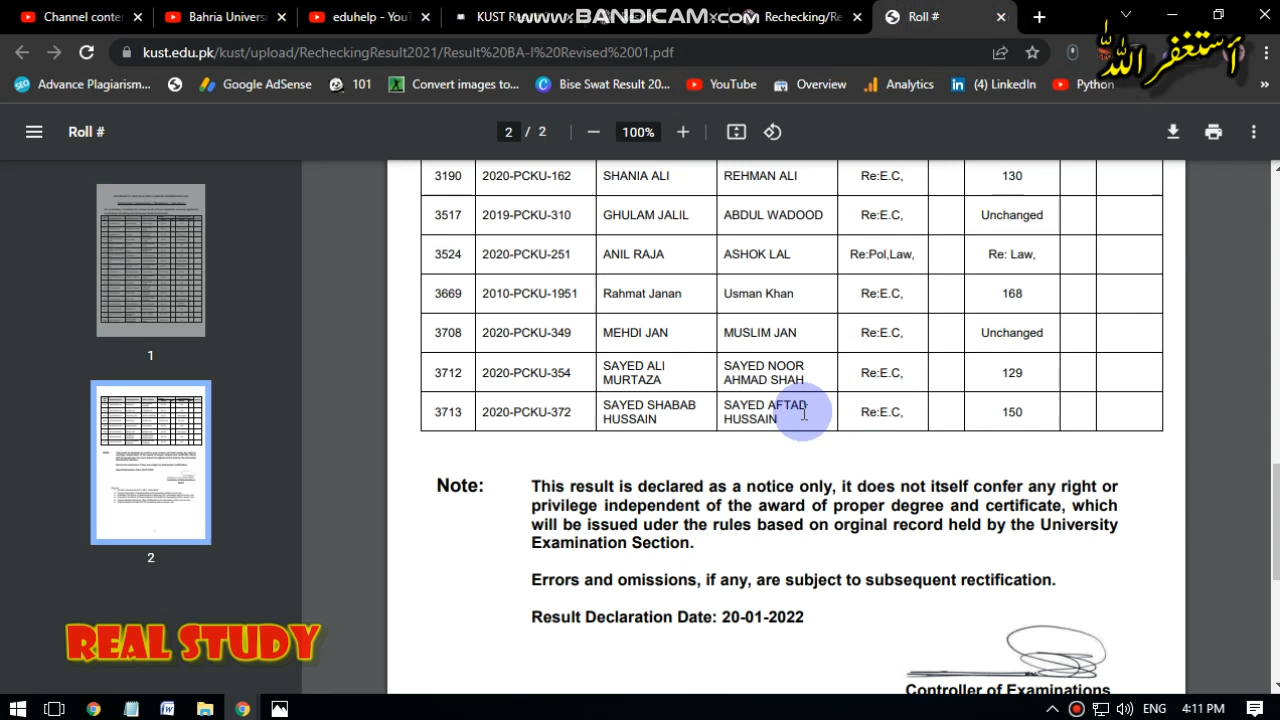 Channel conten
Bahria Universi
eduhelp - YouT
KUST Result
www.BANDICAM.com
Rechecking/Re
Roll #
kust.edu.pk/kust/upload/RecheckingResult2021/Result%20BA-I%20Revised%2001.pdf
أستغفر الله
Advance Plagiarism...
Google AdSense
101
Convert images to...
Bise Swat Result 20...
YouTube
Overview
Analytics
(4) LinkedIn
Python
Roll #
2 / 2
100%
3190 2020-PCKU-162 SHANIA ALI REHMAN ALI Re:E.C, 130
3517 2019-PCKU-310 GHULAM JALIL ABDUL WADOOD Re:E.C, Unchanged
3524 2020-PCKU-251 ANIL RAJA ASHOK LAL Re:Pol,Law, Re: Law,
3669 2010-PCKU-1951 Rahmat Janan Usman Khan Re:E.C, 168
3708 2020-PCKU-349 MEHDI JAN MUSLIM JAN Re:E.C, Unchanged
3712 2020-PCKU-354 SAYED ALI MURTAZA SAYED NOOR AHMAD SHAH Re:E.C, 129
3713 2020-PCKU-372 SAYED SHABAB HUSSAIN SAYED AFTAD HUSSAIN Re:E.C, 150
1
2
Note: This result is declared as a notice only, it does not itself confer any right or
privilege independent of the award of proper degree and certificate, which
will be issued uder the rules based on orginal record held by the University
Examination Section.
Errors and omissions, if any, are subject to subsequent rectification.
Result Declaration Date: 20-01-2022
Controller of Examinations
REAL STUDY
ENG
4:11 PM